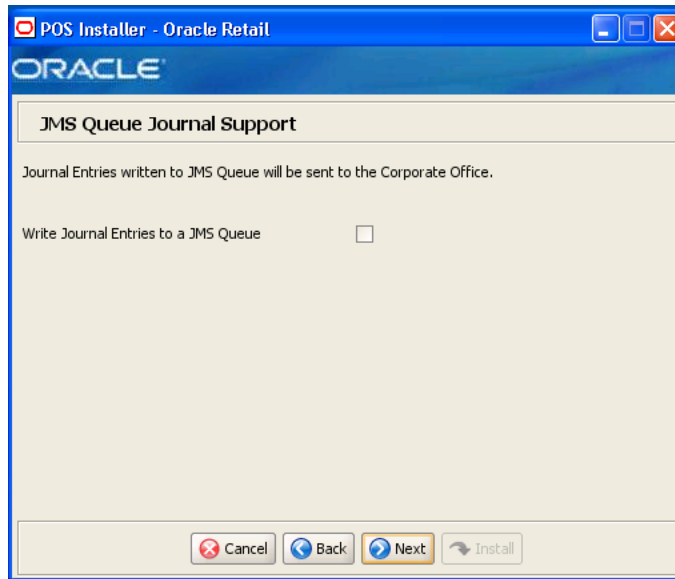 POS Installer - Oracle Retail
ORACLE
JMS Queue Journal Support
Journal Entries written to JMS Queue will be sent to the Corporate Office.
Write Journal Entries to a JMS Queue
Cancel Back Next Install